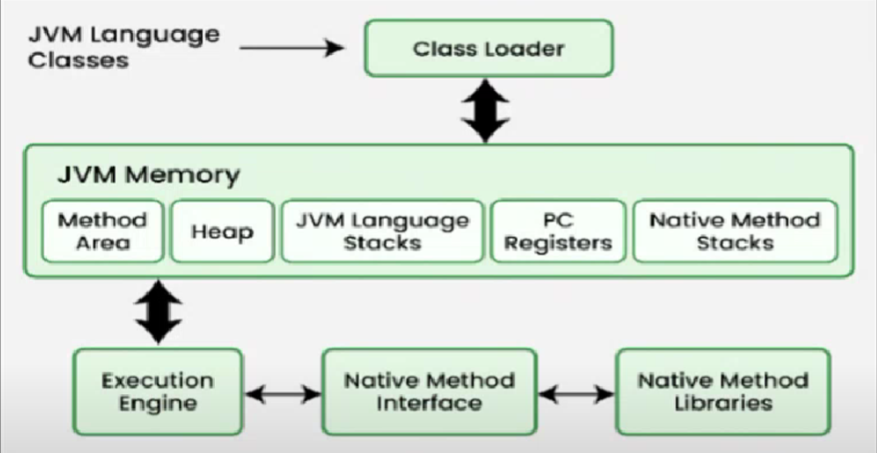 JVM Language
Classes
Class Loader
JVM Memory
Method
Area
Heap
JVM Language
Stacks
PC
Registers
Native Method
Stacks
Execution
Engine
Native Method
Interface
Native Method
Libraries